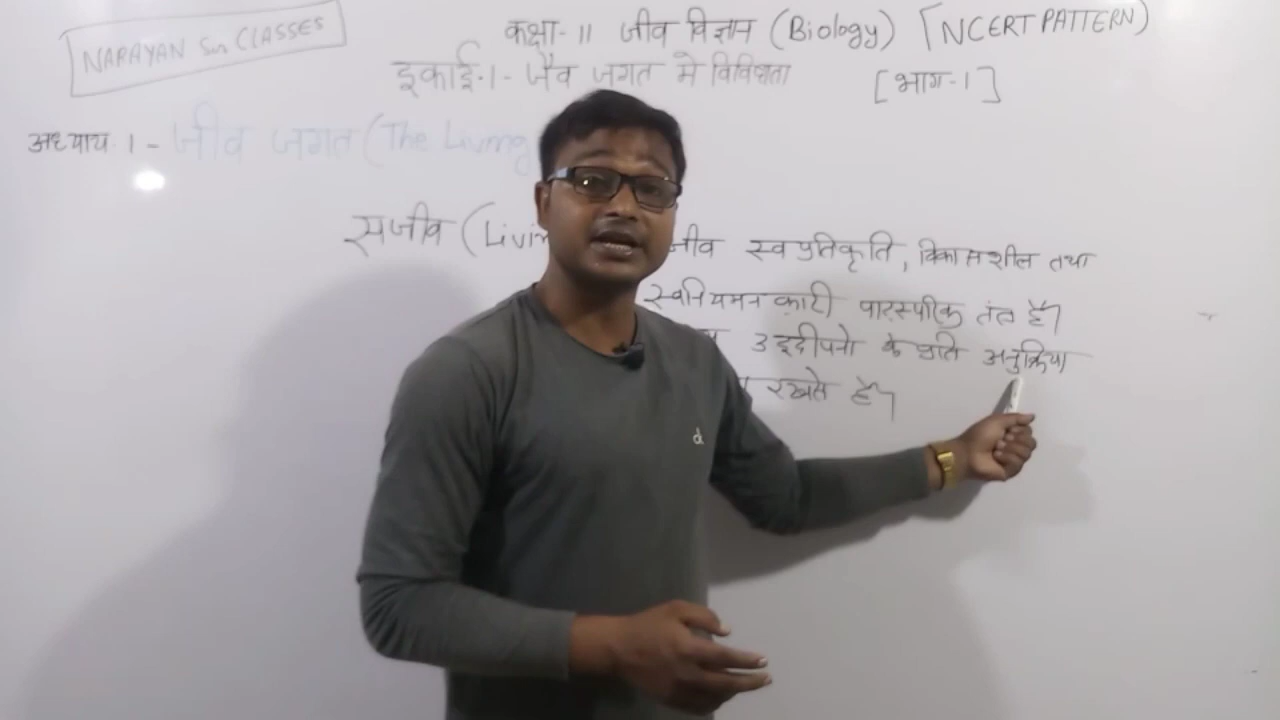 NARAYAN Sir CLASSES
कक्षा-11 जीव विज्ञान (Biology) [NCERT PATTERN)
इकाई-1- जैव जगत मे विविधता [भाग-1]
अध्याय-1- जीव जगत (The Living
सजीव (Livin जीव स्वप्रतिकृति, विकासशील तथा
स्वनियमनकारी पारस्परिक तंत्र हैं
उद्दीपनो के प्रति अनुक्रिया
रखते हैं
d